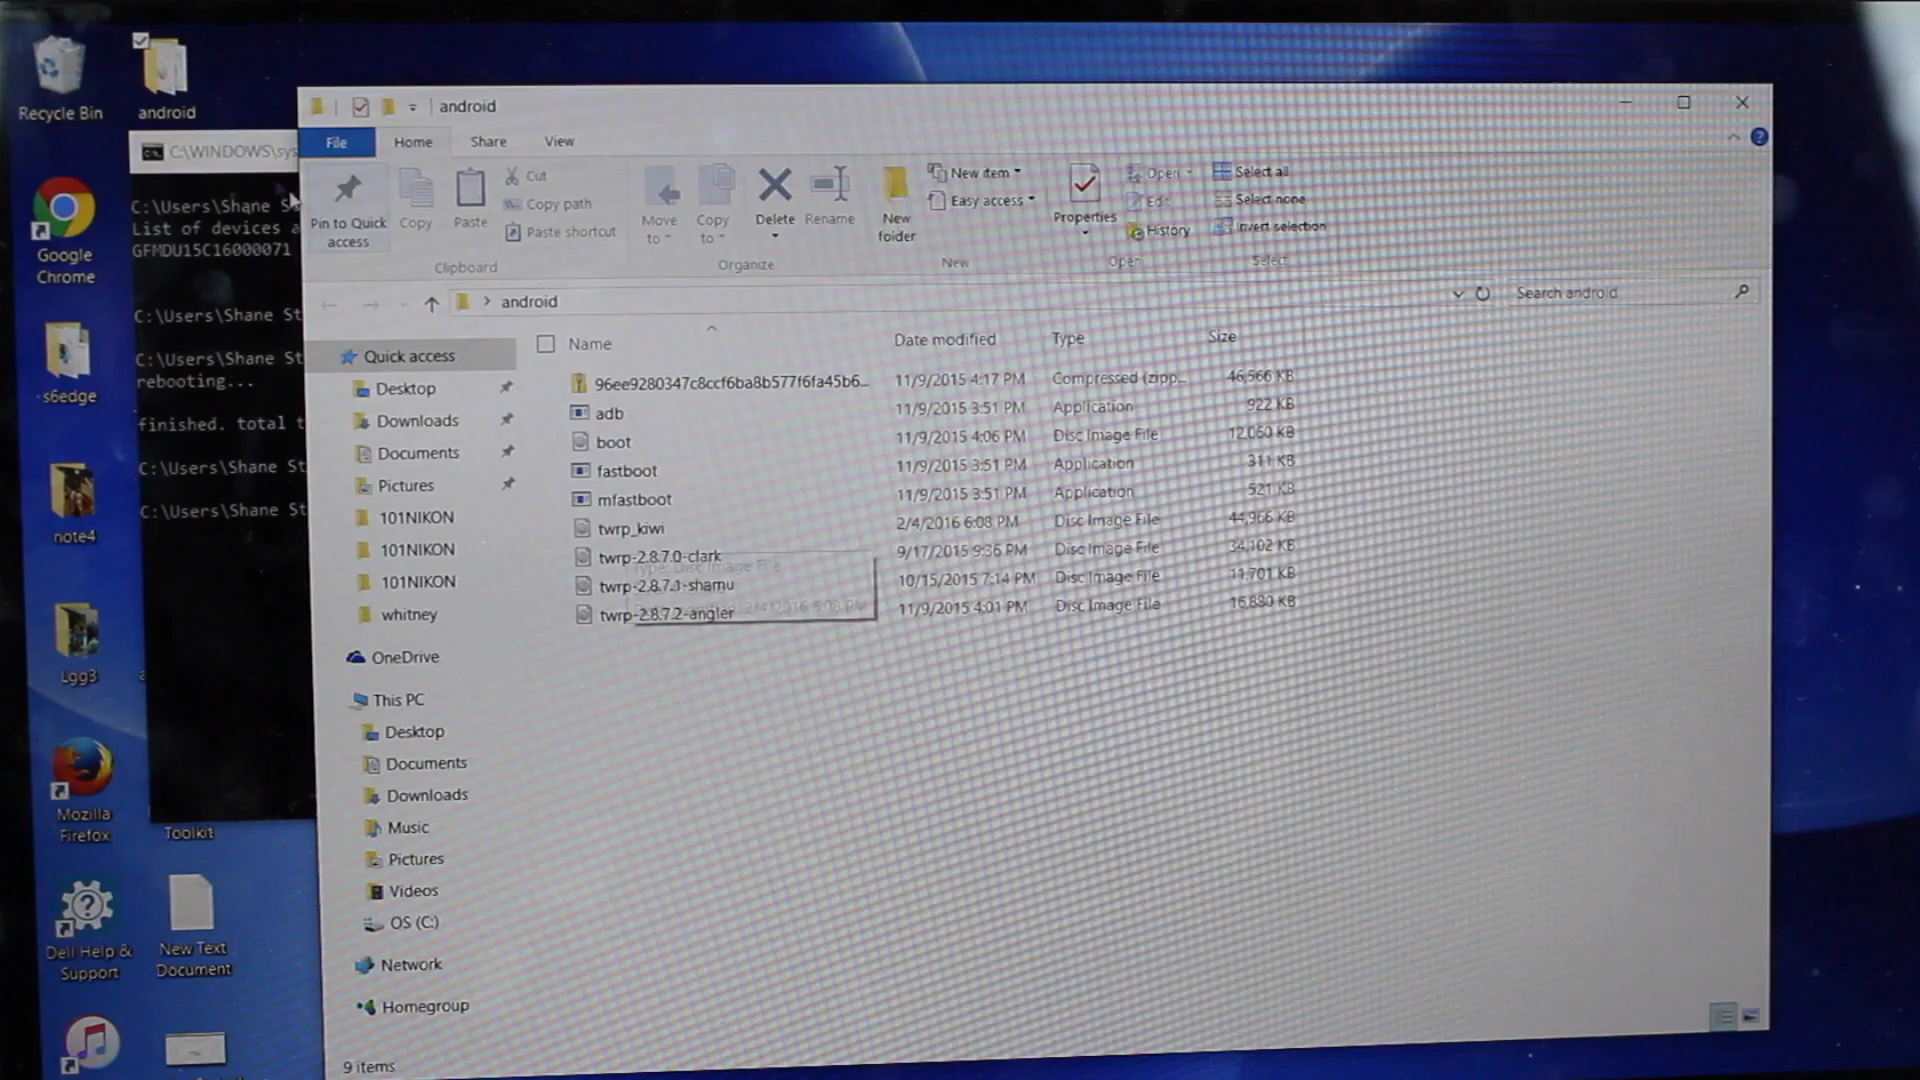 Recycle Bin
android
Google
Chrome
s6edge
note4
Lgg3
Mozilla
Firefox
Toolkit
Dell Help &
Support
New Text
Document
C:\WINDOWS\sys
C:\Users\Shane S
List of devices a
GFMDU15C16000071
C:\Users\Shane St
C:\Users\Shane St
rebooting...
finished. total t
C:\Users\Shane St
C:\Users\Shane St
android
File
Home
Share
View
Pin to Quick
access
Copy
Paste
Cut
Copy path
Paste shortcut
Clipboard
Move
to
Copy
to
Delete
Rename
Organize
New
folder
New item
Easy access
New
Properties
Open
Edit
History
Open
Select all
Select none
Invert selection
Select
android
Search android
Name
Date modified
Type
Size
96ee9280347c8ccf6ba8b577f6fa45b6... 11/9/2015 4:17 PM Compressed (zipp... 46,566 KB
adb 11/9/2015 3:51 PM Application 922 KB
boot 11/9/2015 4:06 PM Disc Image File 12,060 KB
fastboot 11/9/2015 3:51 PM Application 311 KB
mfastboot 11/9/2015 3:51 PM Application 521 KB
twrp_kiwi 2/4/2016 6:08 PM Disc Image File 44,966 KB
twrp-2.8.7.0-clark 9/17/2015 9:36 PM Disc Image File 34,102 KB
Type: Disc Image File
twrp-2.8.7.1-shamu 10/15/2015 7:14 PM Disc Image File 11,701 KB
twrp-2.8.7.2-angler 11/9/2015 4:01 PM Disc Image File 16,880 KB
Quick access
Desktop
Downloads
Documents
Pictures
101NIKON
101NIKON
101NIKON
whitney
OneDrive
This PC
Desktop
Documents
Downloads
Music
Pictures
Videos
OS (C:)
Network
Homegroup
9 items